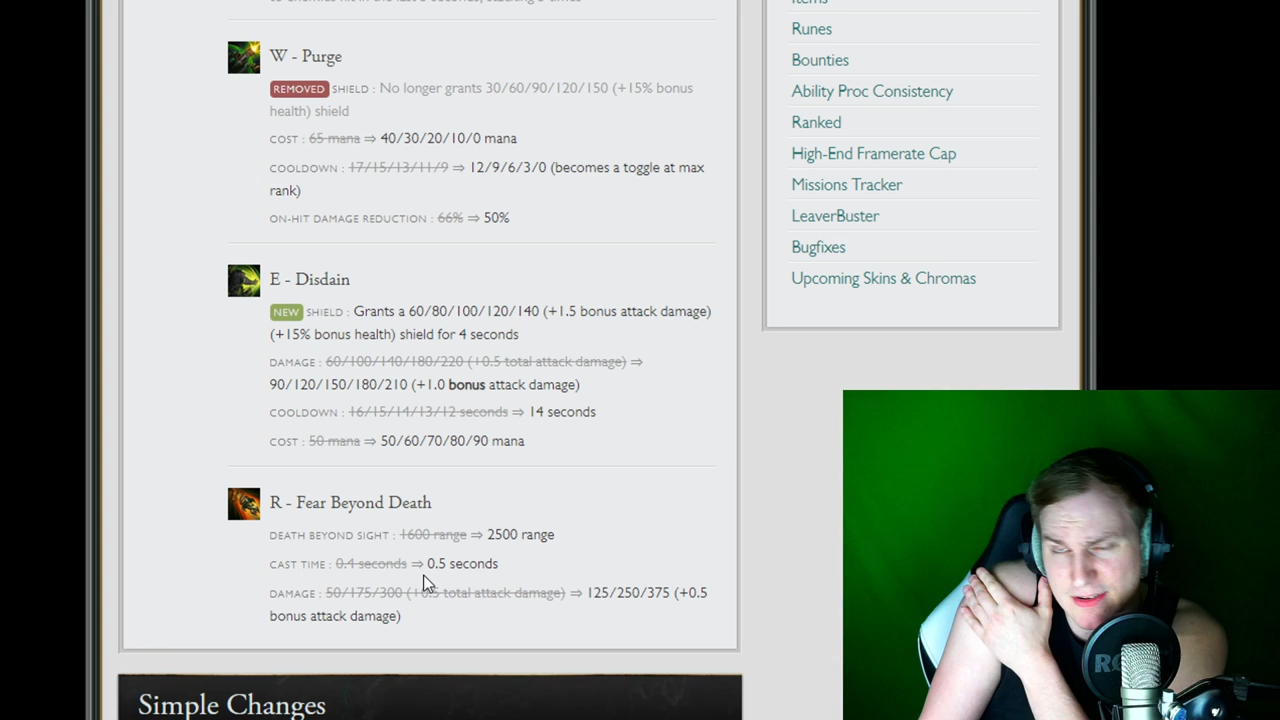 Items
Runes
Bounties
Ability Proc Consistency
Ranked
High-End Framerate Cap
Missions Tracker
LeaverBuster
Bugfixes
Upcoming Skins & Chromas
W - Purge
REMOVED SHIELD : No longer grants 30/60/90/120/150 (+15% bonus
health) shield
COST : 65 mana ⇒ 40/30/20/10/0 mana
COOLDOWN : 17/15/13/11/9 ⇒ 12/9/6/3/0 (becomes a toggle at max
rank)
ON-HIT DAMAGE REDUCTION : 66% ⇒ 50%
E - Disdain
NEW SHIELD : Grants a 60/80/100/120/140 (+1.5 bonus attack damage)
(+15% bonus health) shield for 4 seconds
DAMAGE : 60/100/140/180/220 (+0.5 total attack damage) ⇒
90/120/150/180/210 (+1.0 bonus attack damage)
COOLDOWN : 16/15/14/13/12 seconds ⇒ 14 seconds
COST : 50 mana ⇒ 50/60/70/80/90 mana
R - Fear Beyond Death
DEATH BEYOND SIGHT : 1600 range ⇒ 2500 range
CAST TIME : 0.4 seconds ⇒ 0.5 seconds
DAMAGE : 50/175/300 (+0.5 total attack damage) ⇒ 125/250/375 (+0.5
bonus attack damage)
Simple Changes